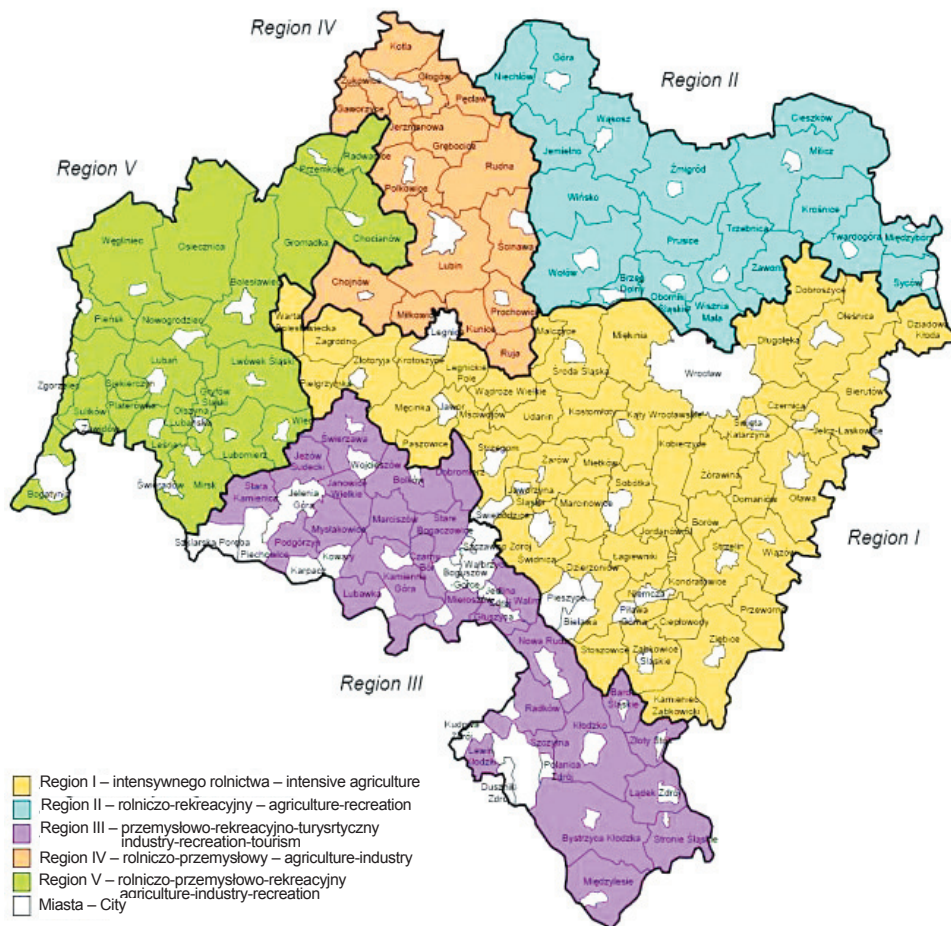 Region IV
Kotla
Żukowice
Głogów
Pęcław
Gaworzyce
Jerzmanowa
Grębocice
Rudna
Polkowice
Lubin
Ścinawa
Chojnów
Miłkowice
Kunice
Prochowice
Ruja
Legnica
Region II
Niechlów
Góra
Wąsosz
Jemielno
Cieszków
Milicz
Żmigród
Wińsko
Krośnice
Prusice
Trzebnica
Twardogóra
Międzybórz
Wołów
Brzeg
Dolny
Oborniki
Śląskie
Wisznia
Mała
Zawonia
Syców
Region V
Radwanice
Przemków
Chocianów
Gromadka
Węgliniec
Osiecznica
Bolesławiec
Pieńsk
Nowogrodziec
Warta
Bolesławiecka
Lubań
Lwówek Śląski
Zgorzelec
Siekierczyn
Gryfów
Śląski
Sulików
Platerówka
Olszyna
Lubańska
Zawidów
Leśna
Lubomierz
Świeradów
Mirsk
Bogatynia
Dobroszyce
Oleśnica
Dziadowa
Kłoda
Długołęka
Bierutów
Malczyce
Miękinia
Zagrodno
Złotoryja
Krotoszyce
Legnickie
Pole
Środa Śląska
Wrocław
Pielgrzymka
Wądroże Wielkie
Czernica
Męcinka
Jawor
Mściwojów
Udanin
Kostomłoty
Kąty Wrocławskie
Święta
Katarzyna
Jelcz-Laskowice
Paszowice
Strzegom
Kobierzyce
Żarów
Mietków
Żórawina
Sobótka
Jaworzyna
Śląska
Marcinowice
Domaniów
Oława
Świebodzice
Jordanów
Borów
Strzelin
Wiązów
Świdnica
Łagiewniki
Dzierżoniów
Kondratowice
Pieszyce
Niemcza
Przeworno
Bielawa
Piława
Górna
Ciepłowody
Ziębice
Stoszowice
Ząbkowice
Śląskie
Kamieniec
Ząbkowicki
Region I
Świerzawa
Jeżów
Sudecki
Wojcieszów
Bolków
Dobromierz
Stara
Kamienica
Jelenia
Góra
Janowice
Wielkie
Marciszów
Stare
Bogaczowice
Mysłakowice
Szklarska Poręba
Piechowice
Podgórzyn
Kowary
Karpacz
Kamienna
Góra
Czarny
Bór
Szczawno Zdrój
Wałbrzych
Boguszów
Gorce
Lubawka
Mieroszów
Jedlina
Zdrój
Walim
Głuszyca
Nowa Ruda
Region III
Radków
Bardo
Śląskie
Kłodzko
Kudowa
Zdrój
Szczytna
Złoty Stok
Lewin
Kłodzki
Polanica
Zdrój
Duszniki
Zdrój
Lądek Zdrój
Bystrzyca Kłodzka
Stronie Śląskie
Międzylesie
Region I – intensywnego rolnictwa – intensive agriculture
Region II – rolniczo-rekreacyjny – agriculture-recreation
Region III – przemysłowo-rekreacyjno-turysrtyczny
industry-recreation-tourism
Region IV – rolniczo-przemysłowy – agriculture-industry
Region V – rolniczo-przemysłowo-rekreacyjny
agriculture-industry-recreation
Miasta – City